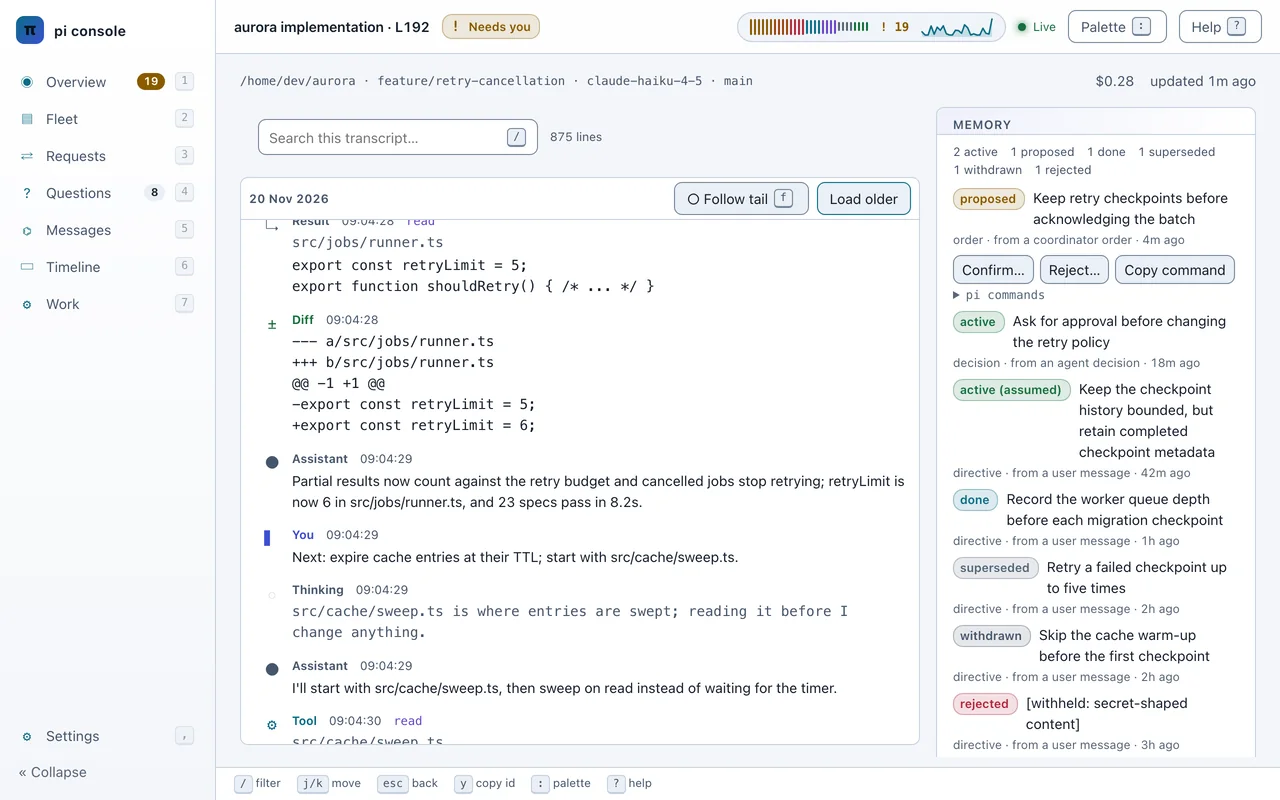 π pi console
Overview 19 1
Fleet 2
Requests 3
Questions 8 4
Messages 5
Timeline 6
Work 7
Settings ,
« Collapse
aurora implementation · L192 ! Needs you
! 19
Live
Palette :
Help ?
/home/dev/aurora · feature/retry-cancellation · claude-haiku-4-5 · main
$0.28 updated 1m ago
Search this transcript... /
875 lines
20 Nov 2026
Follow tail f
Load older
Result 09:04:28 read
src/jobs/runner.ts
export const retryLimit = 5;
export function shouldRetry() { /* ... */ }
± Diff 09:04:28
--- a/src/jobs/runner.ts
+++ b/src/jobs/runner.ts
@@ -1 +1 @@
-export const retryLimit = 5;
+export const retryLimit = 6;
Assistant 09:04:29
Partial results now count against the retry budget and cancelled jobs stop retrying; retryLimit is
now 6 in src/jobs/runner.ts, and 23 specs pass in 8.2s.
You 09:04:29
Next: expire cache entries at their TTL; start with src/cache/sweep.ts.
Thinking 09:04:29
src/cache/sweep.ts is where entries are swept; reading it before I
change anything.
Assistant 09:04:29
I'll start with src/cache/sweep.ts, then sweep on read instead of waiting for the timer.
Tool 09:04:30 read
src/cache/sweep.ts
MEMORY
2 active 1 proposed 1 done 1 superseded
1 withdrawn 1 rejected
proposed Keep retry checkpoints before
acknowledging the batch
order · from a coordinator order · 4m ago
Confirm... Reject... Copy command
pi commands
active Ask for approval before changing
the retry policy
decision · from an agent decision · 18m ago
active (assumed) Keep the checkpoint
history bounded, but
retain completed
checkpoint metadata
directive · from a user message · 42m ago
done Record the worker queue depth
before each migration checkpoint
directive · from a user message · 1h ago
superseded Retry a failed checkpoint up
to five times
directive · from a user message · 2h ago
withdrawn Skip the cache warm-up
before the first checkpoint
directive · from a user message · 2h ago
rejected [withheld: secret-shaped
content]
directive · from a user message · 3h ago
/ filter j/k move esc back y copy id : palette ? help